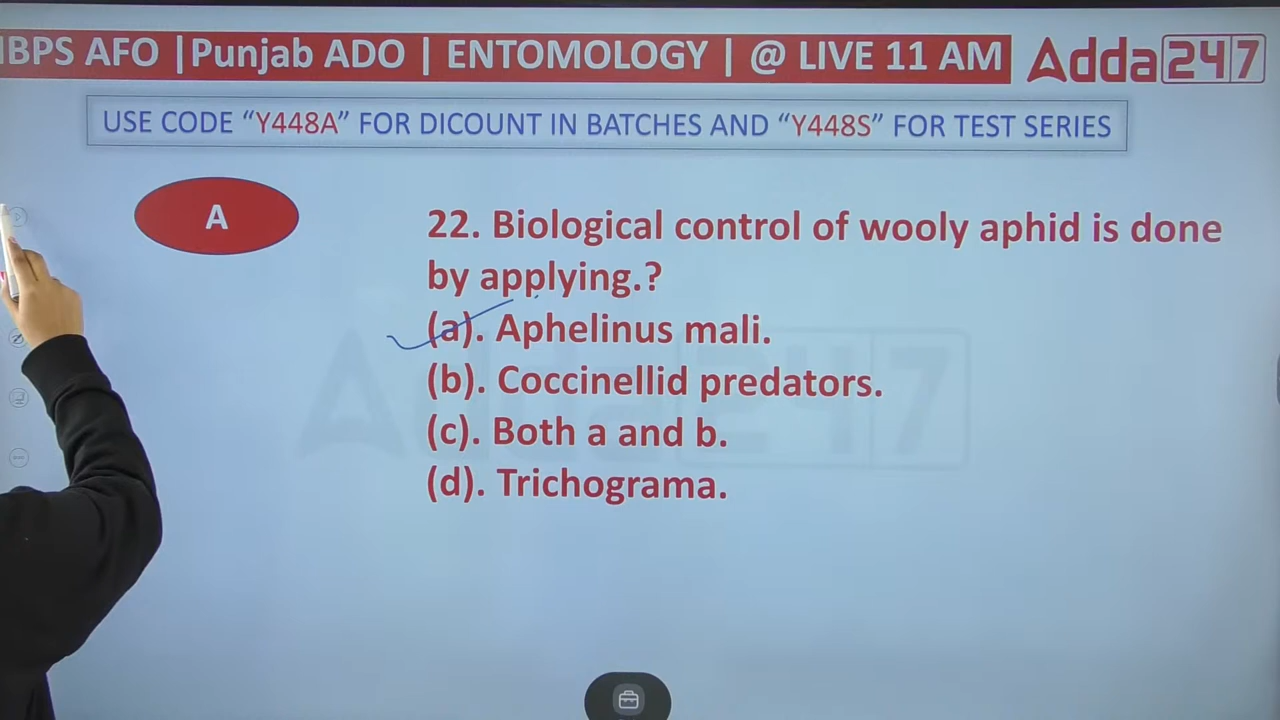 IBPS AFO |Punjab ADO | ENTOMOLOGY | @ LIVE 11 AM
Adda247
USE CODE “Y448A” FOR DICOUNT IN BATCHES AND “Y448S” FOR TEST SERIES
A
22. Biological control of wooly aphid is done
by applying.?
(a). Aphelinus mali.
(b). Coccinellid predators.
(c). Both a and b.
(d). Trichograma.
Adda247